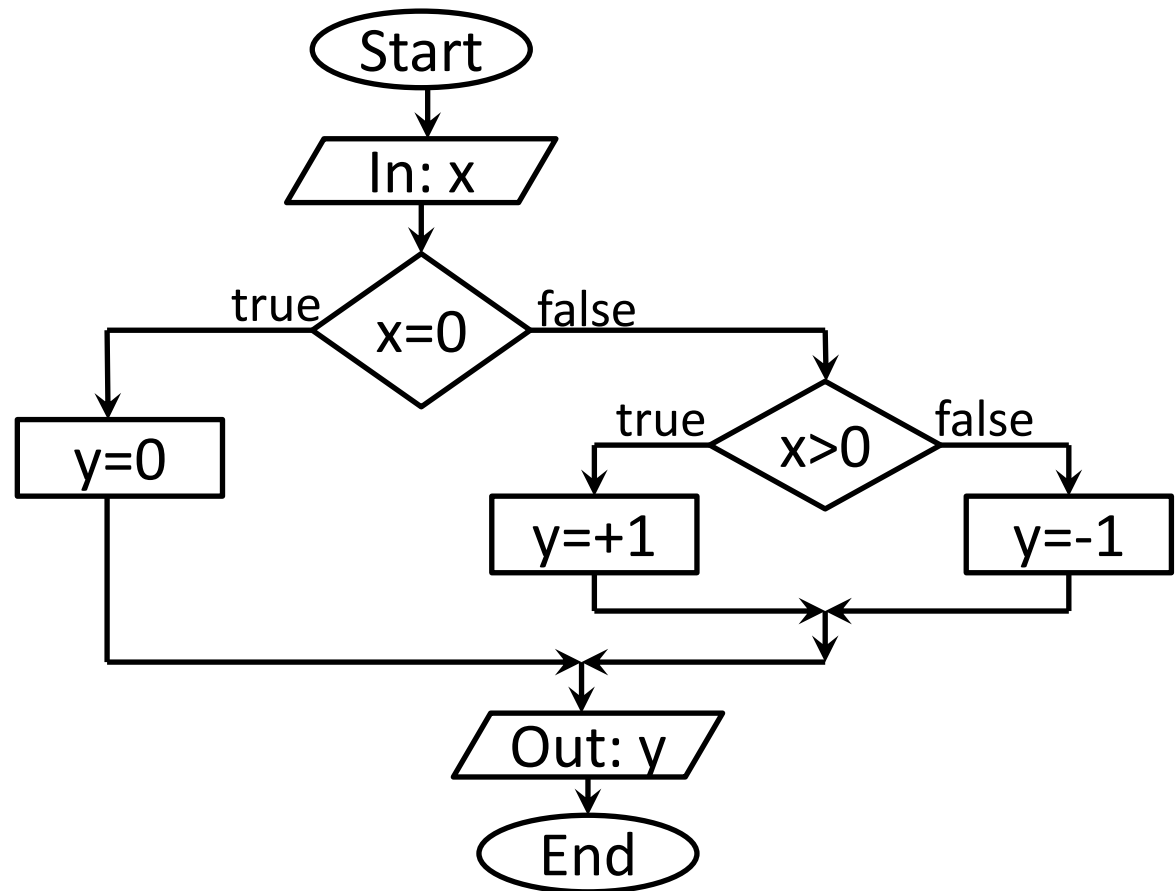 Start
In: x
true
false
x=0
true
false
x>0
y=0
y=+1
y=-1
Out: y
End